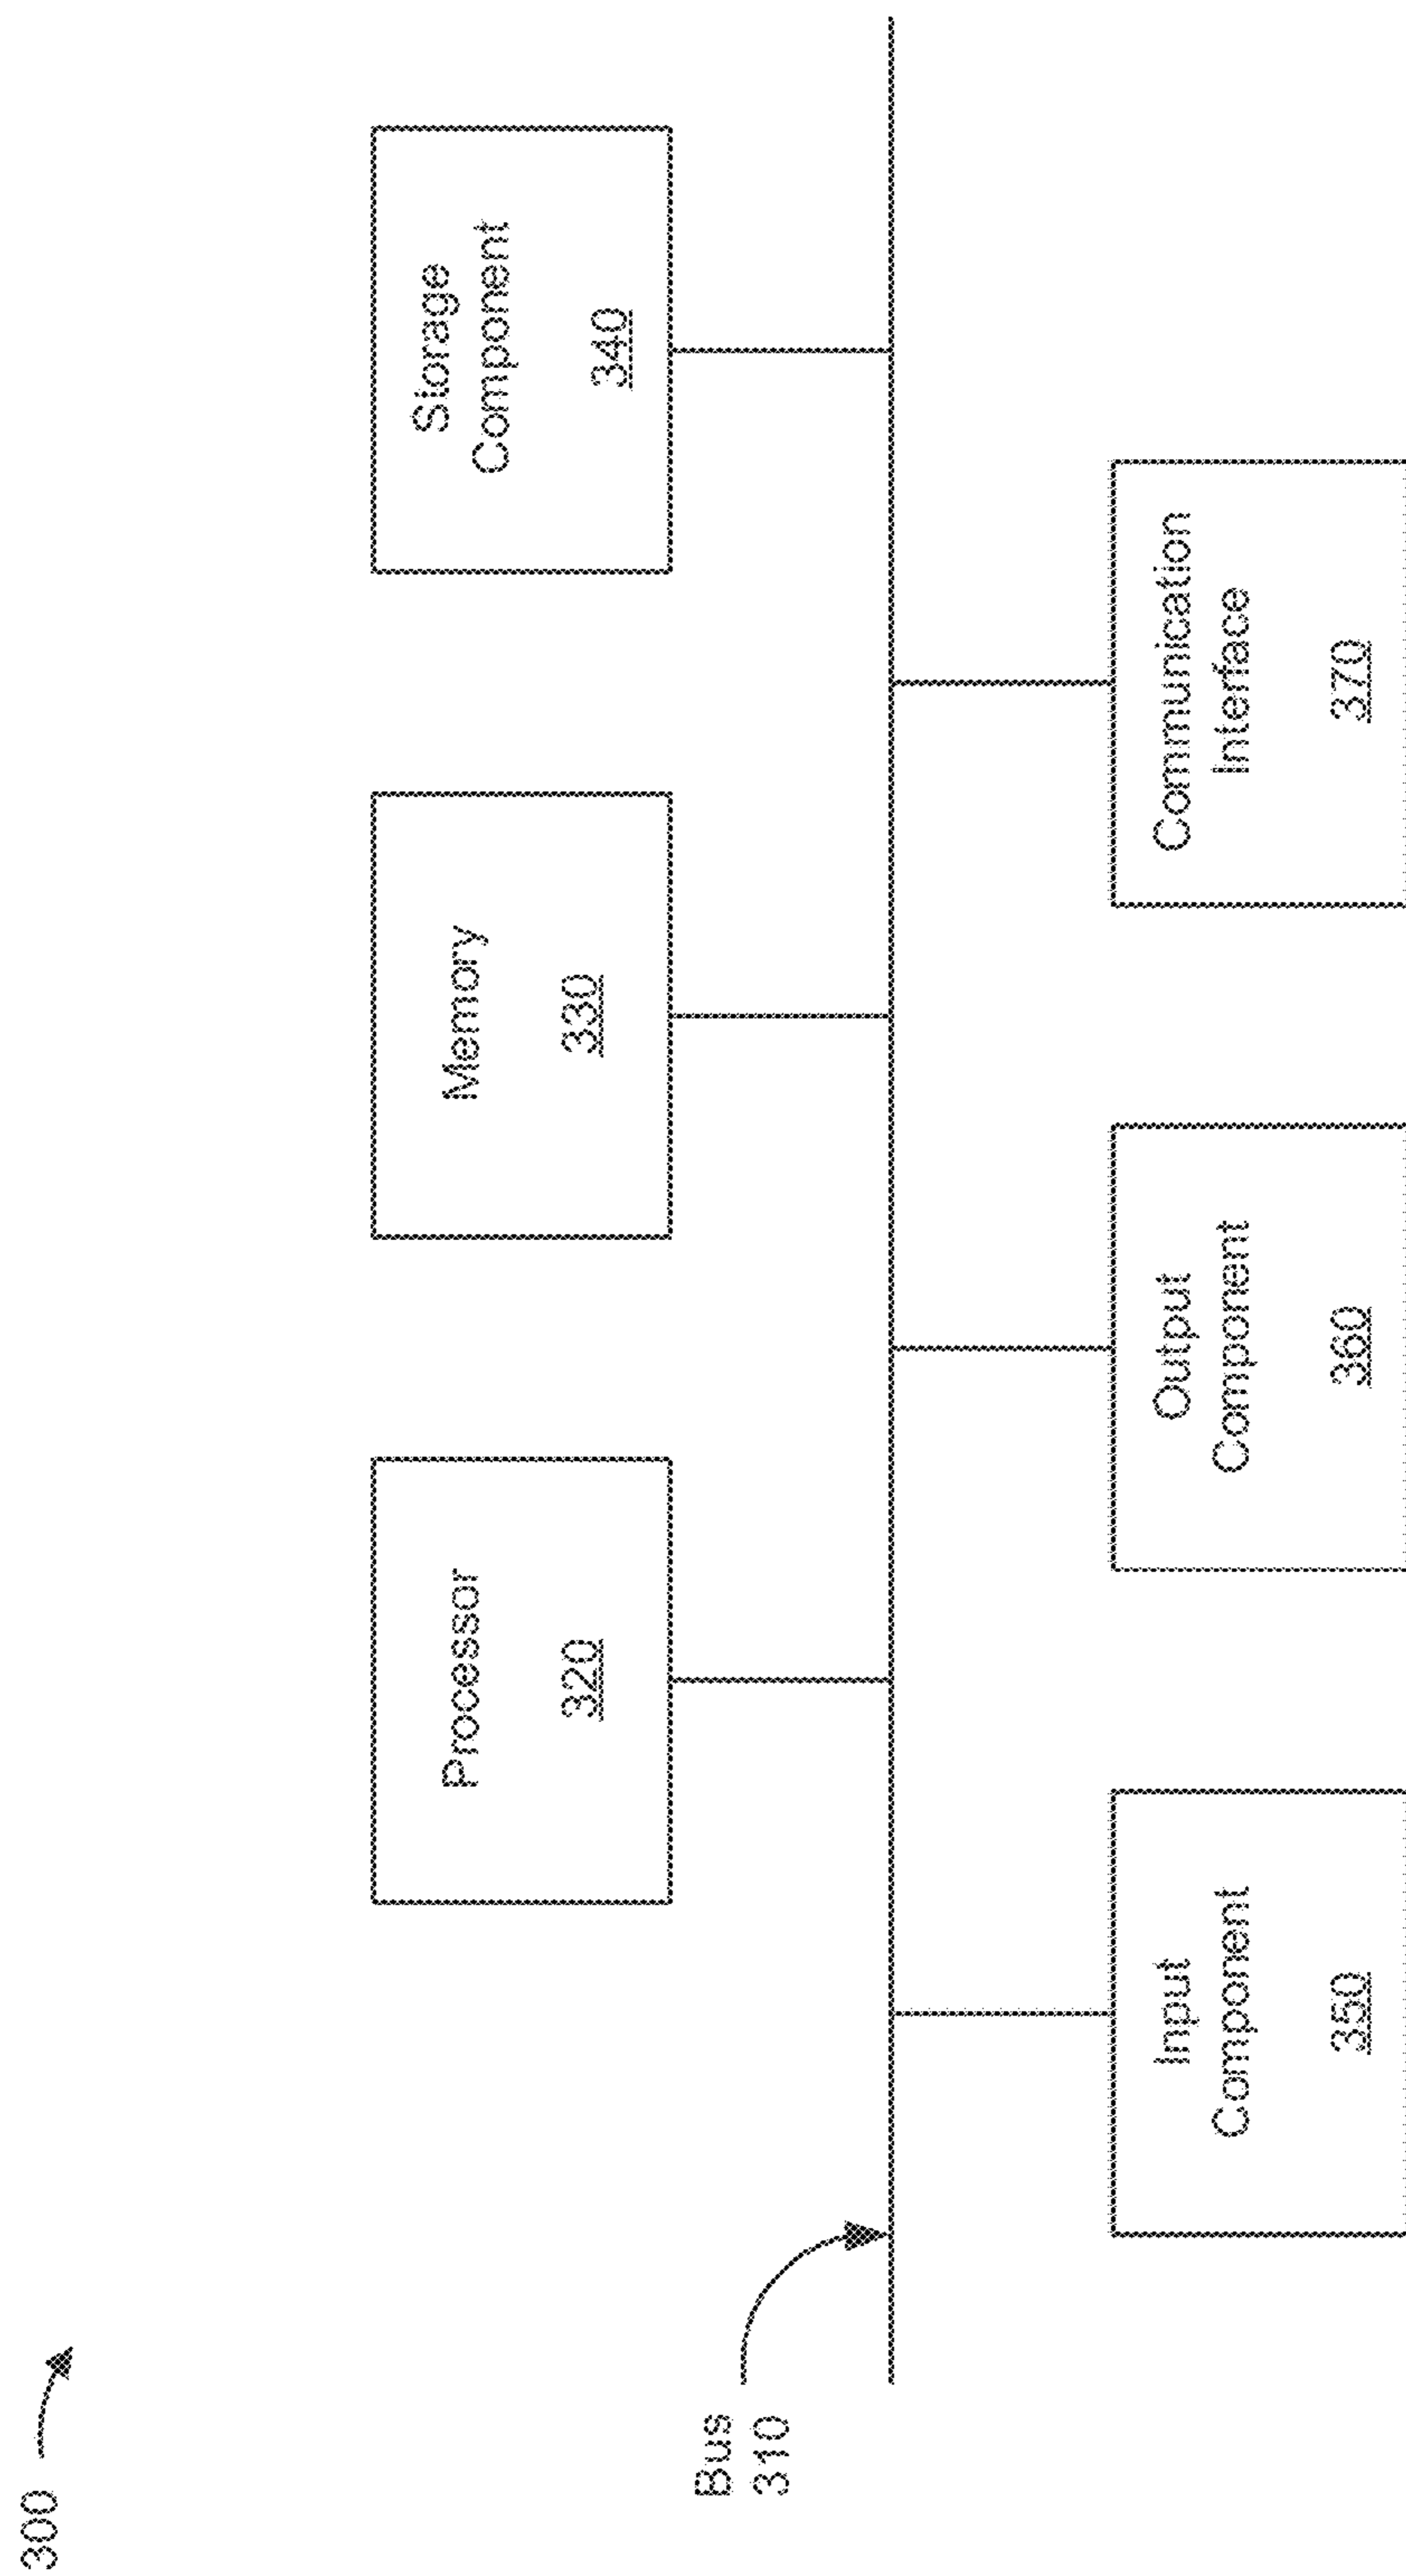 300
Processor
320
Memory
330
Storage
Component
340
Bus
310
Input
Component
350
Output
Component
360
Communication
Interface
370